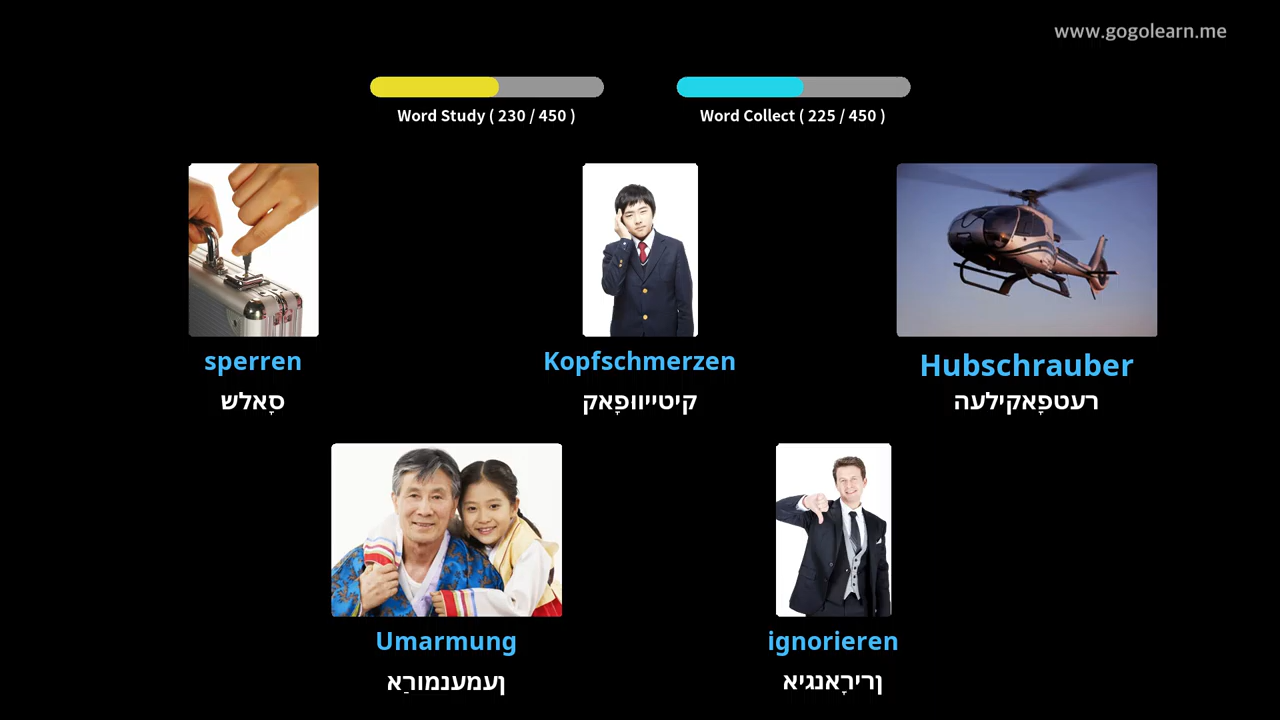 www.gogolearn.me
Word Study ( 230 / 450 )
Word Collect ( 225 / 450 )
sperren
סָאלש
Kopfschmerzen
קיטייווּפָאק
Hubschrauber
רעטפָאקילעה
Umarmung
ןעמענמורַא
ignorieren
ןרירָאנגיא